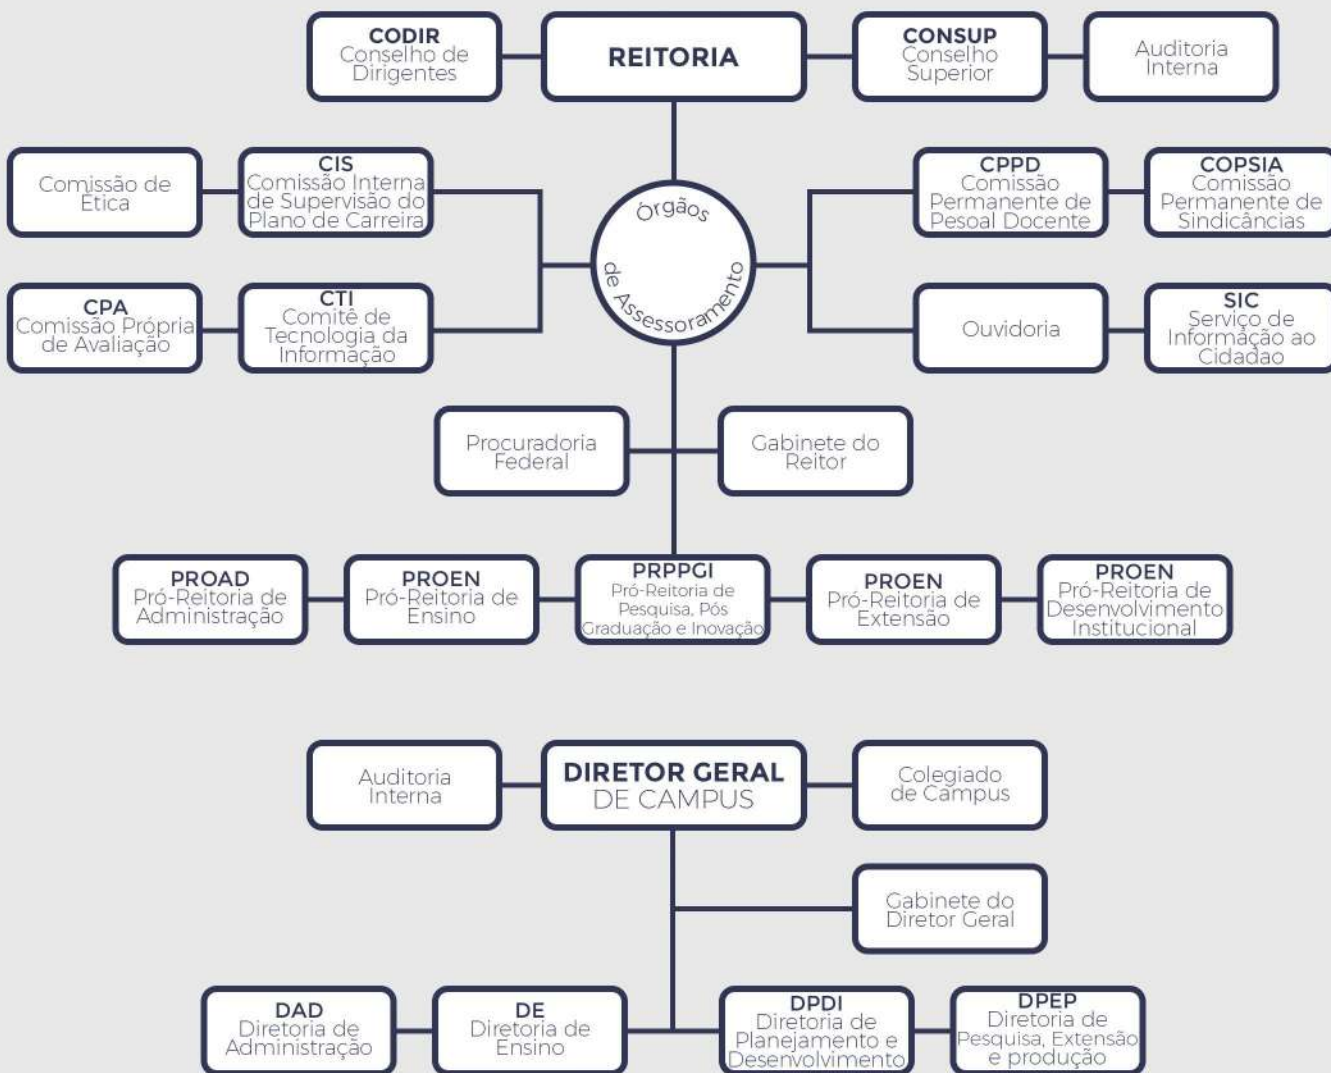 CODIR
Conselho de
Dirigentes
REITORIA
CONSUP
Conselho
Superior
Auditoria
Interna
Comissão de
Ética
CIS
Comissão Interna
de Supervisão do
Plano de Carreira
Órgãos
de Assessoramento
CPPD
Comissão
Permanente de
Pesoal Docente
COPSIA
Comissão
Permanente de
Sindicâncias
CPA
Comissão Própria
de Avaliação
CTI
Comitê de
Tecnologia da
Informação
Ouvidoria
SIC
Serviço de
Informação ao
Cidadao
Procuradoria
Federal
Gabinete do
Reitor
PROAD
Pró-Reitoria de
Administração
PROEN
Pró-Reitoria de
Ensino
PRPPGI
Pró-Reitoria de
Pesquisa, Pós
Graduação e Inovação
PROEN
Pró-Reitoria de
Extensão
PROEN
Pró-Reitoria de
Desenvolvimento
Institucional
Auditoria
Interna
DIRETOR GERAL
DE CAMPUS
Colegiado
de Campus
Gabinete do
Diretor Geral
DAD
Diretoria de
Administração
DE
Diretoria de
Ensino
DPDI
Diretoria de
Planejamento e
Desenvolvimento
DPEP
Diretoria de
Pesquisa, Extensão
e produção